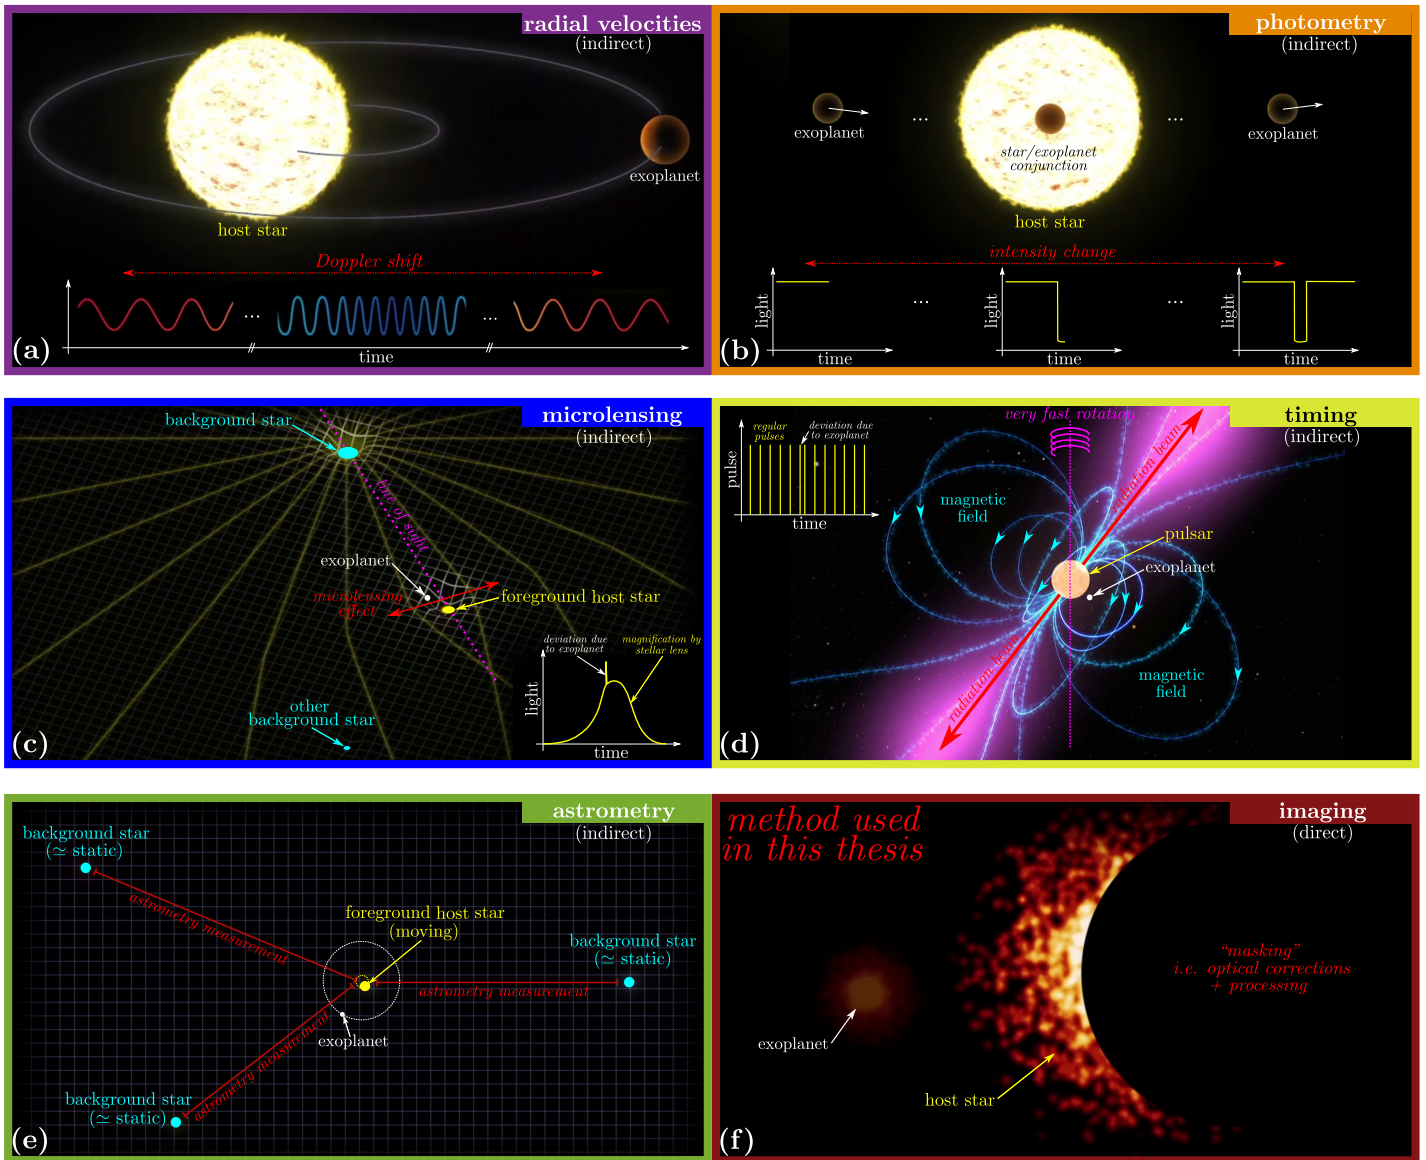 radial velocities
(indirect)
exoplanet
host star
Doppler shift
...
...
time
(a)
photometry
(indirect)
exoplanet
...
...
exoplanet
star/exoplanet
conjunction
host star
intensity change
light
time
...
light
time
...
light
time
(b)
microlensing
(indirect)
background star
line of sight
exoplanet
microlensing
effect
foreground host star
deviation due
to exoplanet
magnification by
stellar lens
light
time
other
background star
(c)
timing
(indirect)
very fast rotation
regular
pulses
deviation due
to exoplanet
pulse
time
radiation beam
magnetic
field
pulsar
exoplanet
radiation beam
magnetic
field
(d)
astrometry
(indirect)
background star
(≃ static)
astrometry measurement
foreground host star
(moving)
background star
(≃ static)
astrometry measurement
exoplanet
astrometry measurement
background star
(≃ static)
(e)
imaging
(direct)
method used
in this thesis
“masking”
i.e. optical corrections
+ processing
exoplanet
host star
(f)